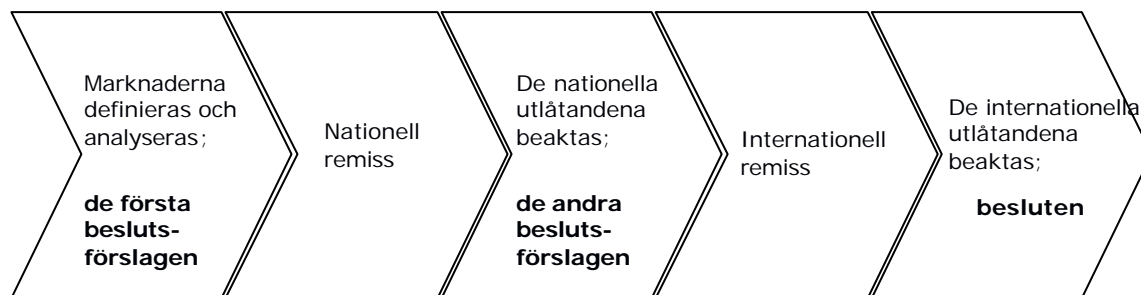 Marknaderna
definieras och
analyseras;
de första
besluts-
förslagen
Nationell
remiss
De nationella
utlåtandena
beaktas;
de andra
besluts-
förslagen
Internationell
remiss
De internationella
utlåtandena
beaktas;
besluten